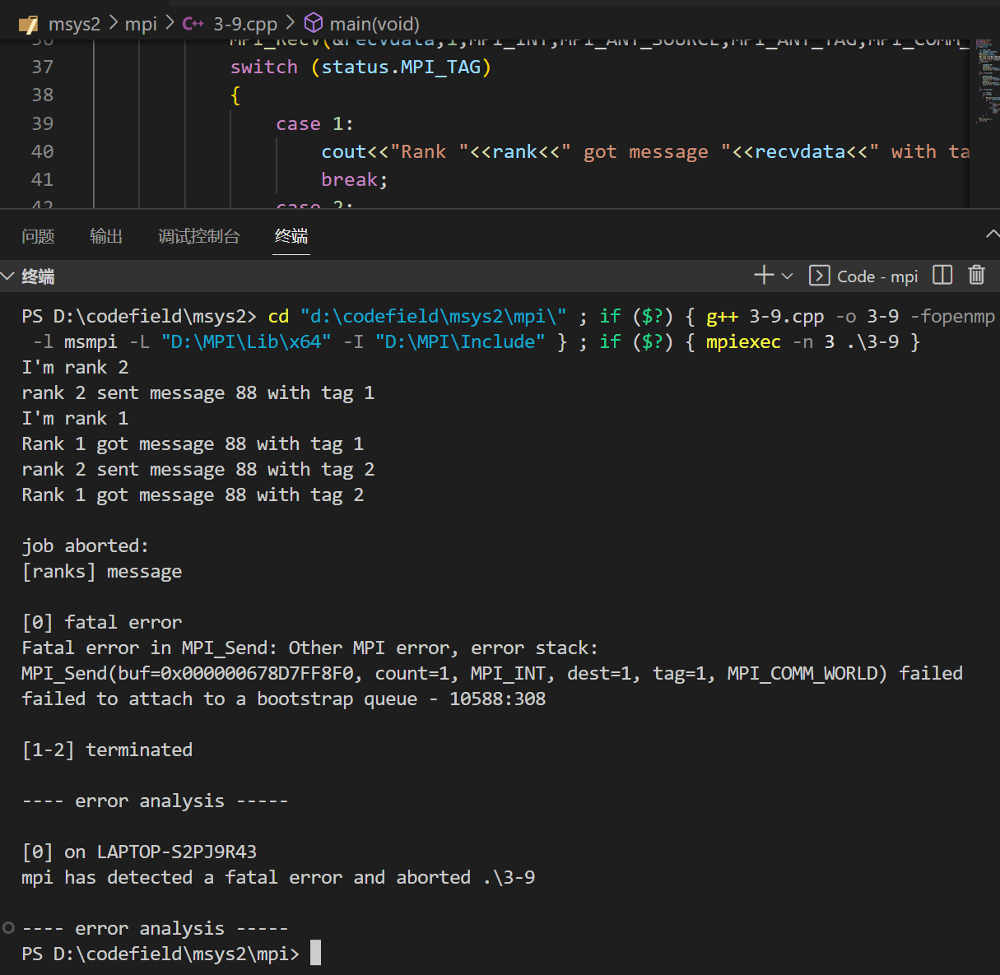 msys2 > mpi > C++ 3-9.cpp > main(void)
36 MPI_Recv(&recvdata,1,MPI_INT,MPI_ANY_SOURCE,MPI_ANY_TAG,MPI_COMM_
37 switch (status.MPI_TAG)
38 {
39 case 1:
40 cout<<"Rank "<<rank<<" got message "<<recvdata<<" with ta
41 break;
42 case 2:
问题 输出 调试控制台 终端
终端 Code - mpi
PS D:\codefield\msys2> cd "d:\codefield\msys2\mpi\" ; if ($?) { g++ 3-9.cpp -o 3-9 -fopenmp
-l msmpi -L "D:\MPI\Lib\x64" -I "D:\MPI\Include" } ; if ($?) { mpiexec -n 3 .\3-9 }
I'm rank 2
rank 2 sent message 88 with tag 1
I'm rank 1
Rank 1 got message 88 with tag 1
rank 2 sent message 88 with tag 2
Rank 1 got message 88 with tag 2
job aborted:
[ranks] message
[0] fatal error
Fatal error in MPI_Send: Other MPI error, error stack:
MPI_Send(buf=0x000000678D7FF8F0, count=1, MPI_INT, dest=1, tag=1, MPI_COMM_WORLD) failed
failed to attach to a bootstrap queue - 10588:308
[1-2] terminated
---- error analysis -----
[0] on LAPTOP-S2PJ9R43
mpi has detected a fatal error and aborted .\3-9
---- error analysis -----
PS D:\codefield\msys2\mpi>